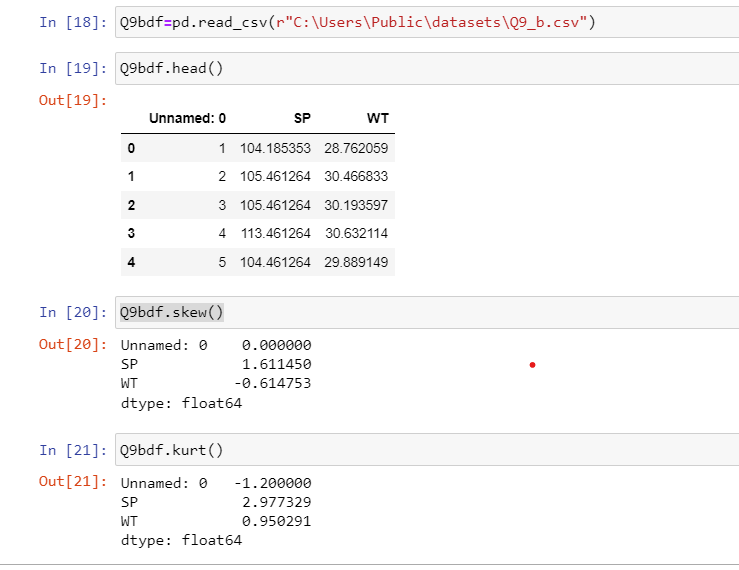 In [18]: Q9bdf=pd.read_csv(r"C:\Users\Public\datasets\Q9_b.csv")
In [19]: Q9bdf.head()
Out[19]:
Unnamed: 0 SP WT
0 1 104.185353 28.762059
1 2 105.461264 30.466833
2 3 105.461264 30.193597
3 4 113.461264 30.632114
4 5 104.461264 29.889149
In [20]: Q9bdf.skew()
Out[20]: Unnamed: 0 0.000000
SP 1.611450
WT -0.614753
dtype: float64
In [21]: Q9bdf.kurt()
Out[21]: Unnamed: 0 -1.200000
SP 2.977329
WT 0.950291
dtype: float64